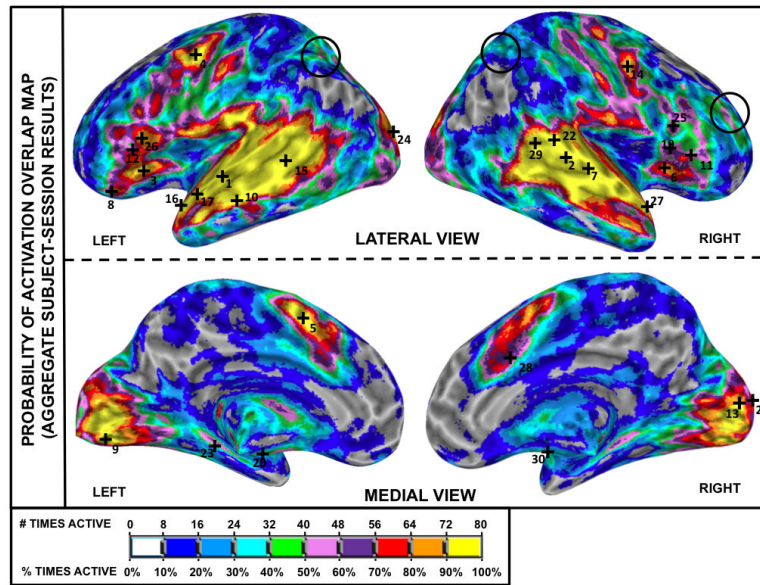 PROBABILITY OF ACTIVATION OVERLAP MAP
(AGGREGATE SUBJECT-SESSION RESULTS)
4
14
25
24
26
12
3
8
22
29
2
7
11
6
1
15
10
16
17
27
LEFT
LATERAL VIEW
RIGHT
5
28
13
2
9
23
20
30
LEFT
MEDIAL VIEW
RIGHT
# TIMES ACTIVE 0 8 16 24 32 40 48 56 64 72 80
% TIMES ACTIVE 0% 10% 20% 30% 40% 50% 60% 70% 80% 90% 100%